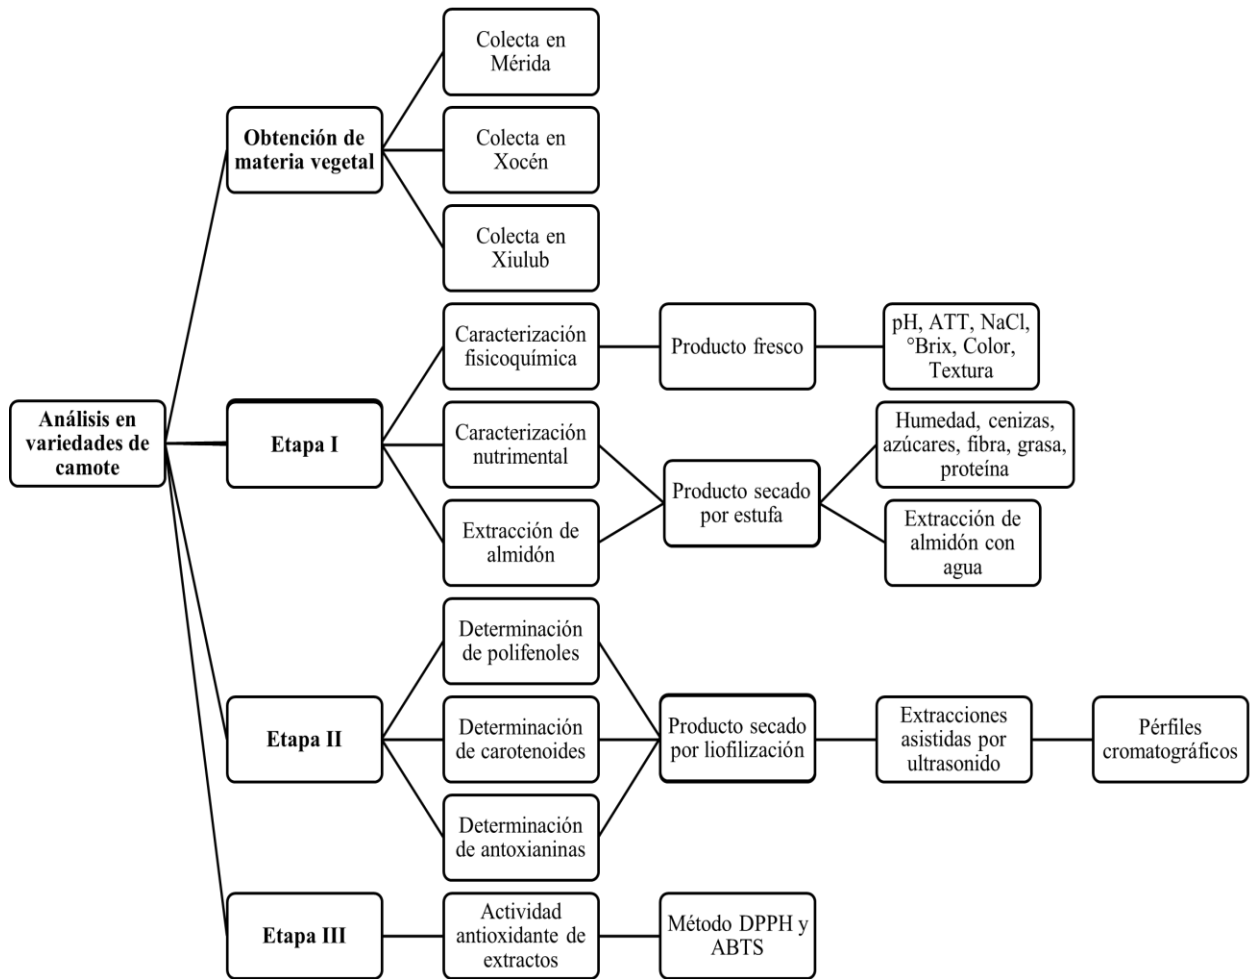 Análisis en
variedades de
camote
Obtención de
materia vegetal
Colecta en
Mérida
Colecta en
Xocén
Colecta en
Xiulub
Etapa I
Caracterización
fisicoquímica
Producto fresco
pH, ATT, NaCl,
°Brix, Color,
Textura
Caracterización
nutrimental
Extracción de
almidón
Producto secado
por estufa
Humedad, cenizas,
azúcares, fibra, grasa,
proteína
Extracción de
almidón con
agua
Etapa II
Determinación
de polifenoles
Determinación
de carotenoides
Determinación
de antoxianinas
Producto secado
por liofilización
Extracciones
asistidas por
ultrasonido
Pérfiles
cromatográficos
Etapa III
Actividad
antioxidante de
extractos
Método DPPH y
ABTS